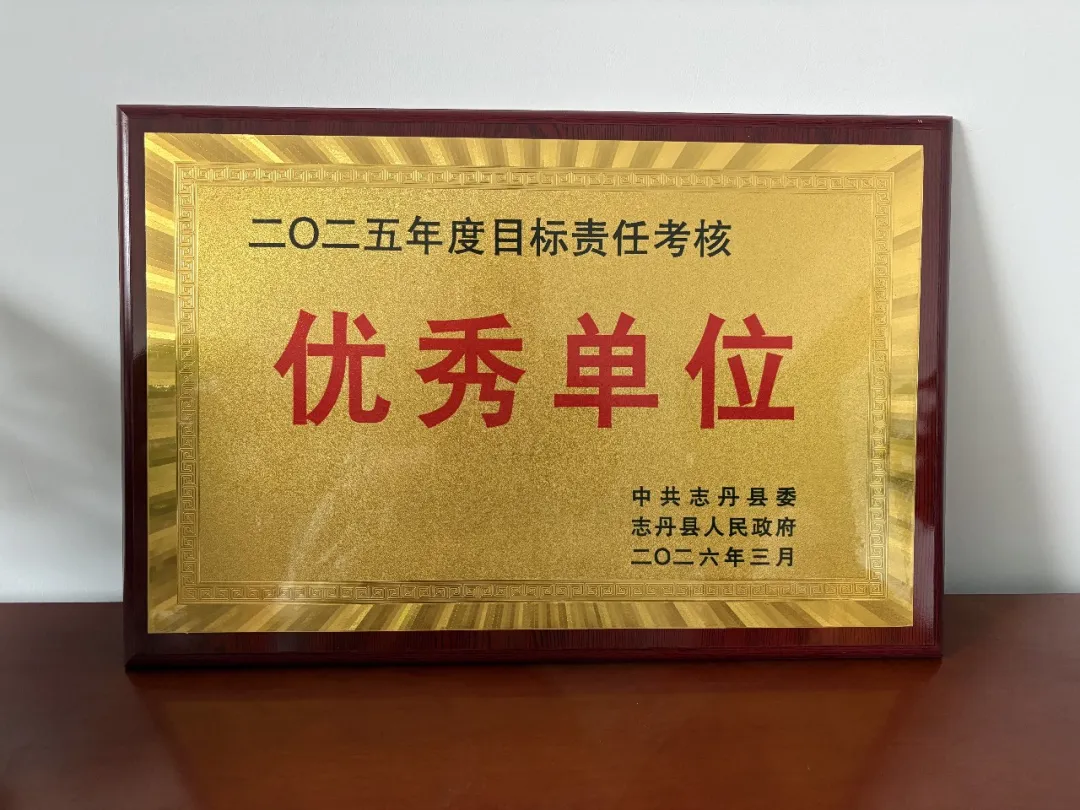 二〇二五年度目标责任考核
优秀单位
中共志丹县委
志丹县人民政府
二〇二六年三月